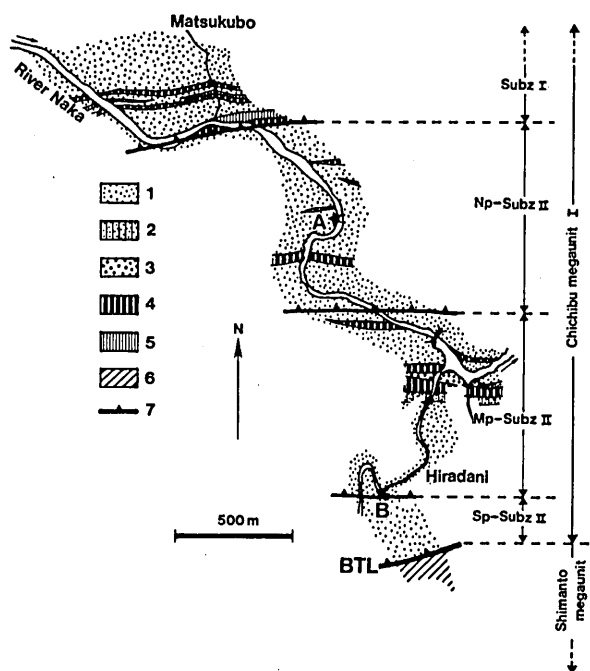 Matsukubo
River Naka
Subz I
Np-Subz II
Chichibu megaunit I
A
1
2
3
4
5
6
7
N
Mp-Subz II
Hiradani
B
500 m
Sp-Subz II
BTL
Shimanto
megaunit